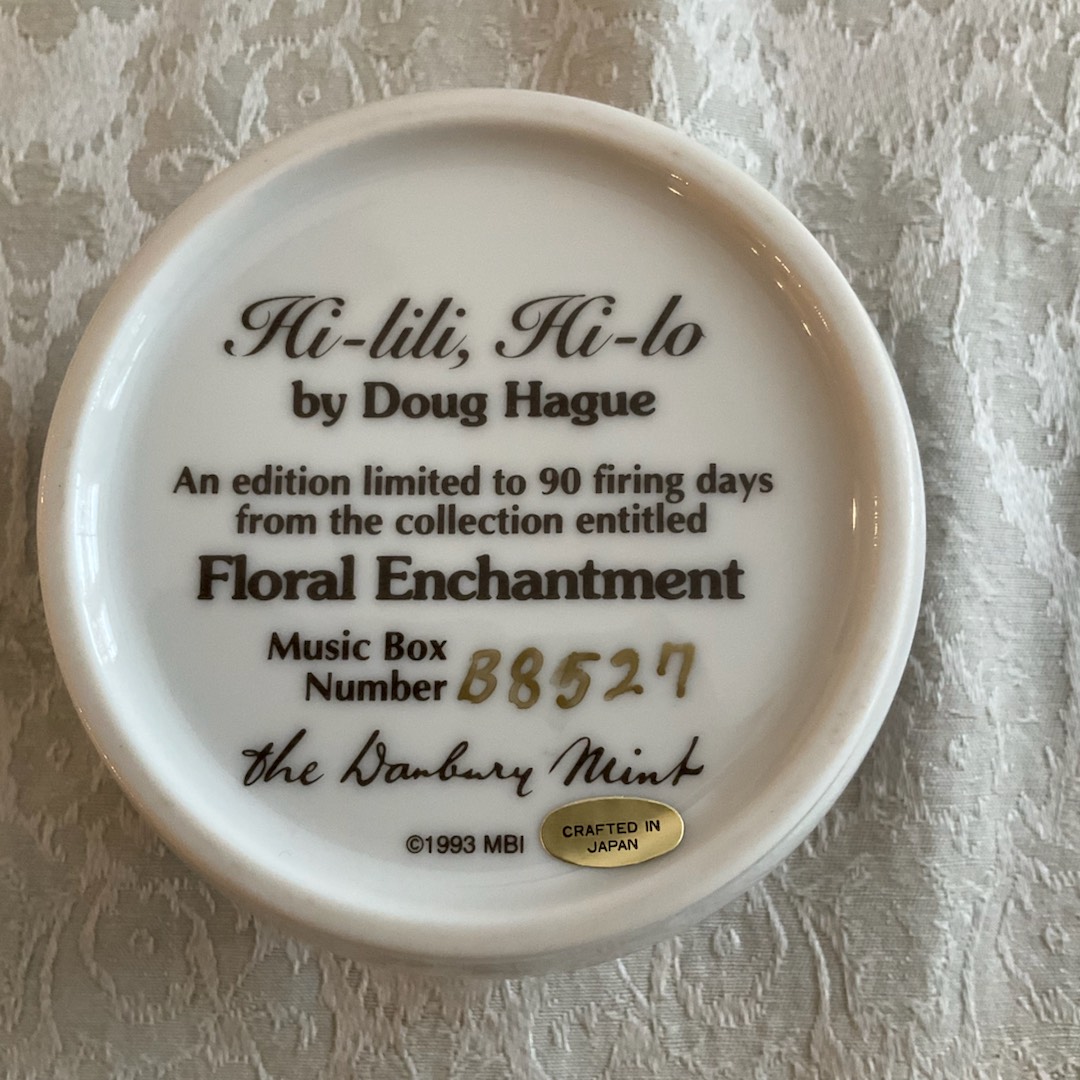 Hi-lili, Hi-lo
by Doug Hague
An edition limited to 90 firing days
from the collection entitled
Floral Enchantment
Music Box
Number B8527
the Danbury Mint
©1993 MBI
CRAFTED IN
JAPAN